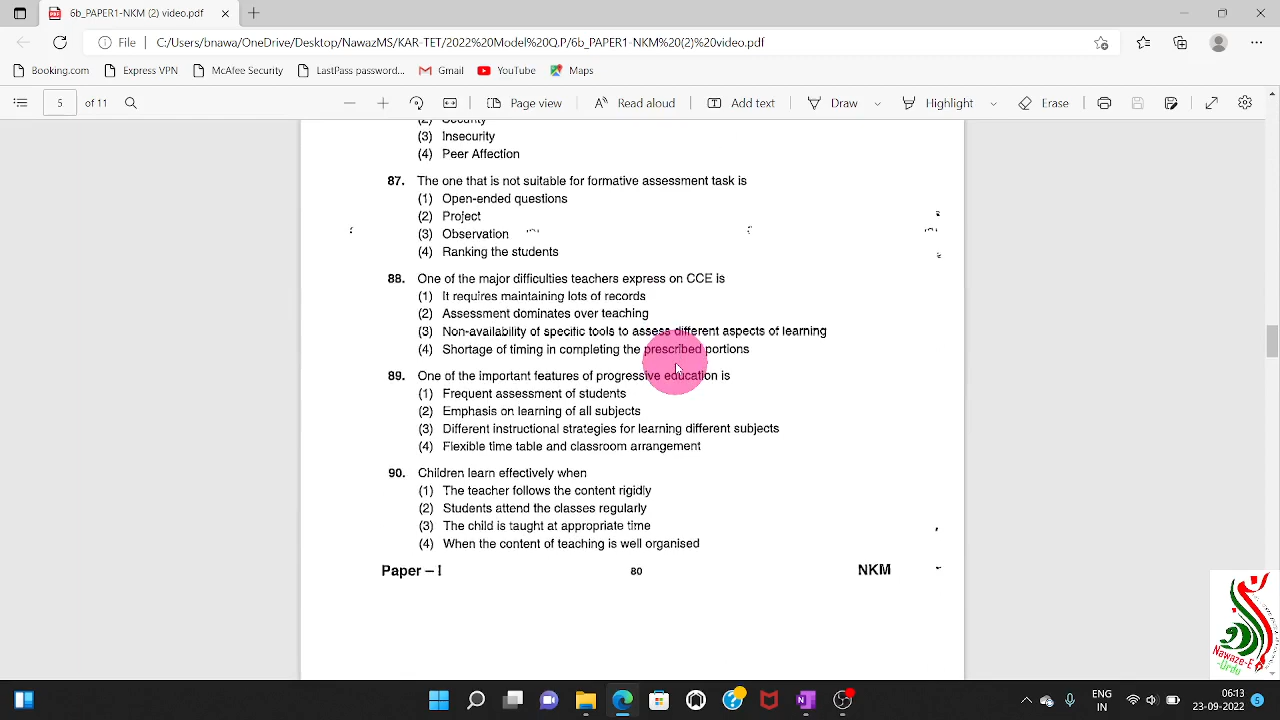 6b_PAPER1-NKM (2) video.pdf
File | C:/Users/bnawa/OneDrive/Desktop/NawazMS/KAR-TET/2022%20Model%20Q.P/6b_PAPER1-NKM%20(2)%20video.pdf
Booking.com Express VPN McAfee Security LastPass password... Gmail YouTube Maps
5 of 11 Page view Read aloud Add text Draw Highlight Erase
(2) Security
(3) Insecurity
(4) Peer Affection
87. The one that is not suitable for formative assessment task is
(1) Open-ended questions
(2) Project
(3) Observation
(4) Ranking the students
88. One of the major difficulties teachers express on CCE is
(1) It requires maintaining lots of records
(2) Assessment dominates over teaching
(3) Non-availability of specific tools to assess different aspects of learning
(4) Shortage of timing in completing the prescribed portions
89. One of the important features of progressive education is
(1) Frequent assessment of students
(2) Emphasis on learning of all subjects
(3) Different instructional strategies for learning different subjects
(4) Flexible time table and classroom arrangement
90. Children learn effectively when
(1) The teacher follows the content rigidly
(2) Students attend the classes regularly
(3) The child is taught at appropriate time
(4) When the content of teaching is well organised
Paper – I 80 NKM
Nawaze-E
-Urdu
ENG
IN
06:13
23-09-2022
5